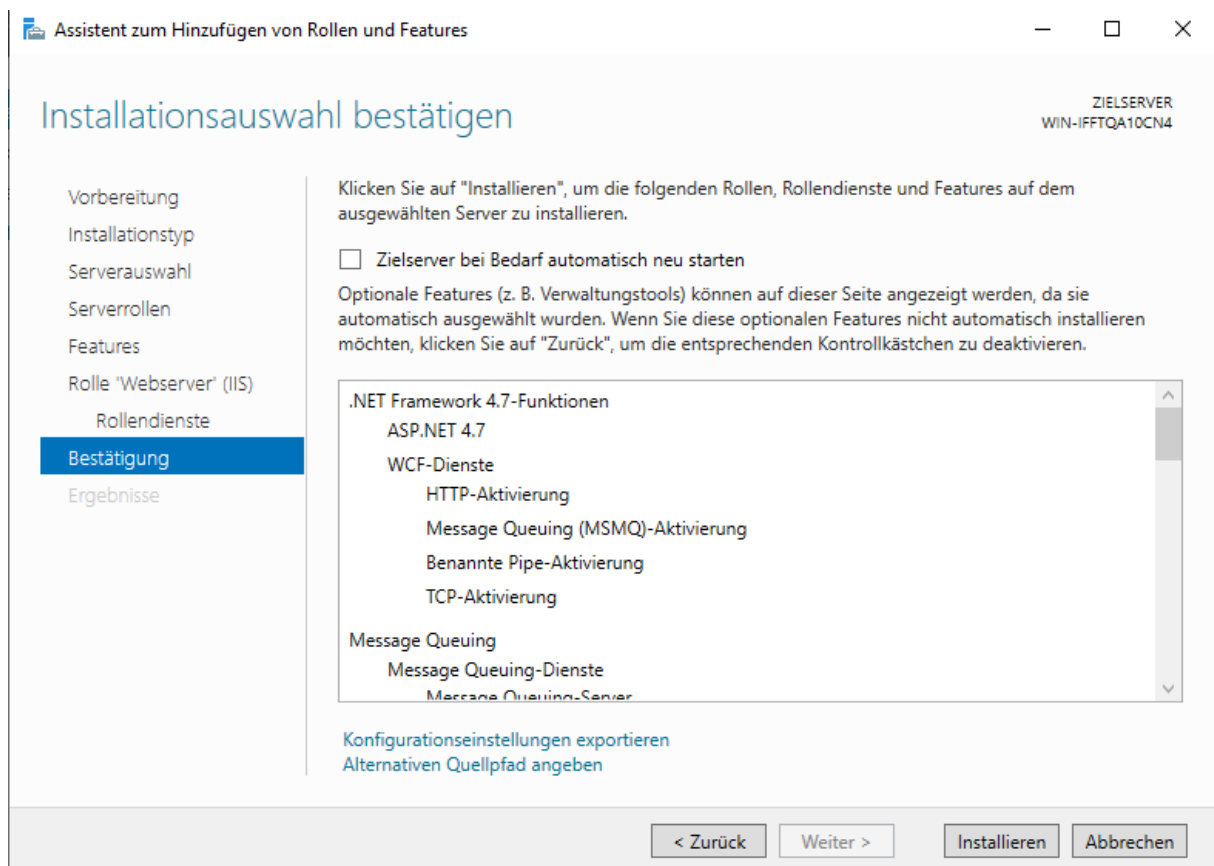 Assistent zum Hinzufügen von Rollen und Features
Installationsauswahl bestätigen
ZIELSERVER
WIN-IFFTQA10CN4
Vorbereitung
Installationstyp
Serverauswahl
Serverrollen
Features
Rolle 'Webserver' (IIS)
Rollendienste
Bestätigung
Ergebnisse
Klicken Sie auf "Installieren", um die folgenden Rollen, Rollendienste und Features auf dem
ausgewählten Server zu installieren.
Zielserver bei Bedarf automatisch neu starten
Optionale Features (z. B. Verwaltungstools) können auf dieser Seite angezeigt werden, da sie
automatisch ausgewählt wurden. Wenn Sie diese optionalen Features nicht automatisch installieren
möchten, klicken Sie auf "Zurück", um die entsprechenden Kontrollkästchen zu deaktivieren.
.NET Framework 4.7-Funktionen
ASP.NET 4.7
WCF-Dienste
HTTP-Aktivierung
Message Queuing (MSMQ)-Aktivierung
Benannte Pipe-Aktivierung
TCP-Aktivierung
Message Queuing
Message Queuing-Dienste
Message Queuing-Server
Konfigurationseinstellungen exportieren
Alternativen Quellpfad angeben
< Zurück
Weiter >
Installieren
Abbrechen